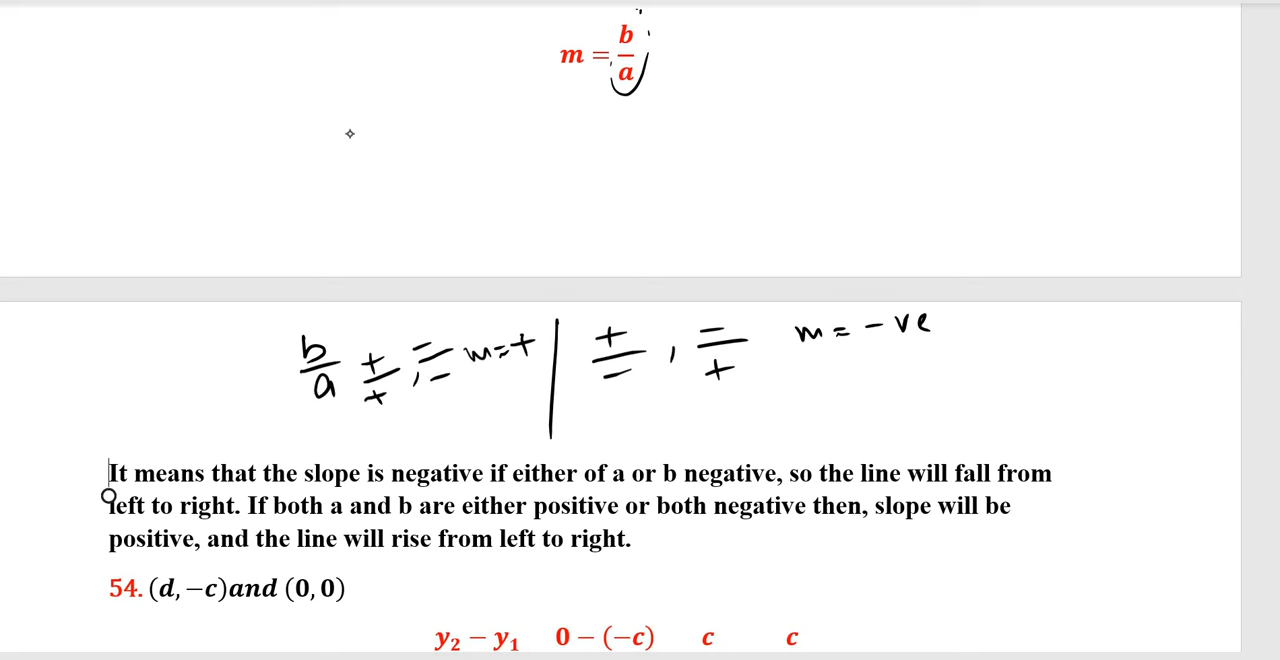 m = b/a
b/a +/+ , −/− m=+ | +/− , −/+ m = -ve
It means that the slope is negative if either of a or b negative, so the line will fall from
left to right. If both a and b are either positive or both negative then, slope will be
positive, and the line will rise from left to right.
54. (d, −c)and (0, 0)
y₂ − y₁ 0 − (−c) c c